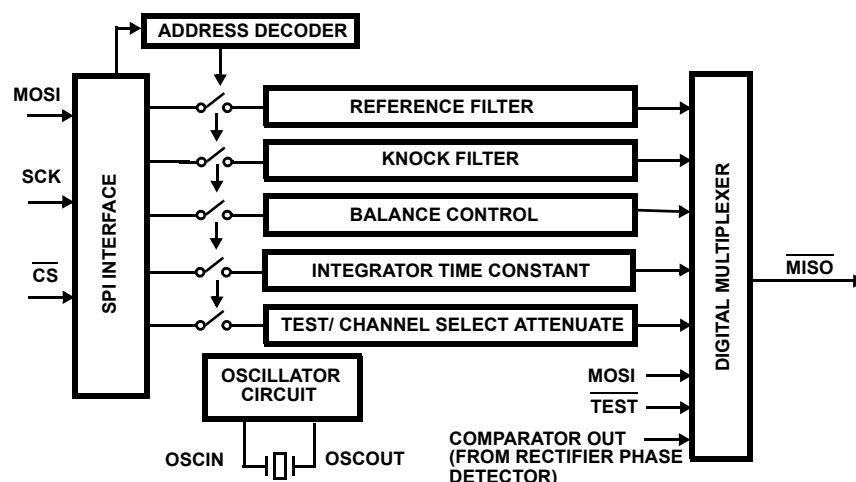 ADDRESS DECODER
MOSI
SCK
CS
SPI INTERFACE
REFERENCE FILTER
KNOCK FILTER
BALANCE CONTROL
INTEGRATOR TIME CONSTANT
TEST/ CHANNEL SELECT ATTENUATE
DIGITAL MULTIPLEXER
MISO
OSCILLATOR
CIRCUIT
OSCIN
OSCOUT
MOSI
TEST
COMPARATOR OUT
(FROM RECTIFIER PHASE
DETECTOR)